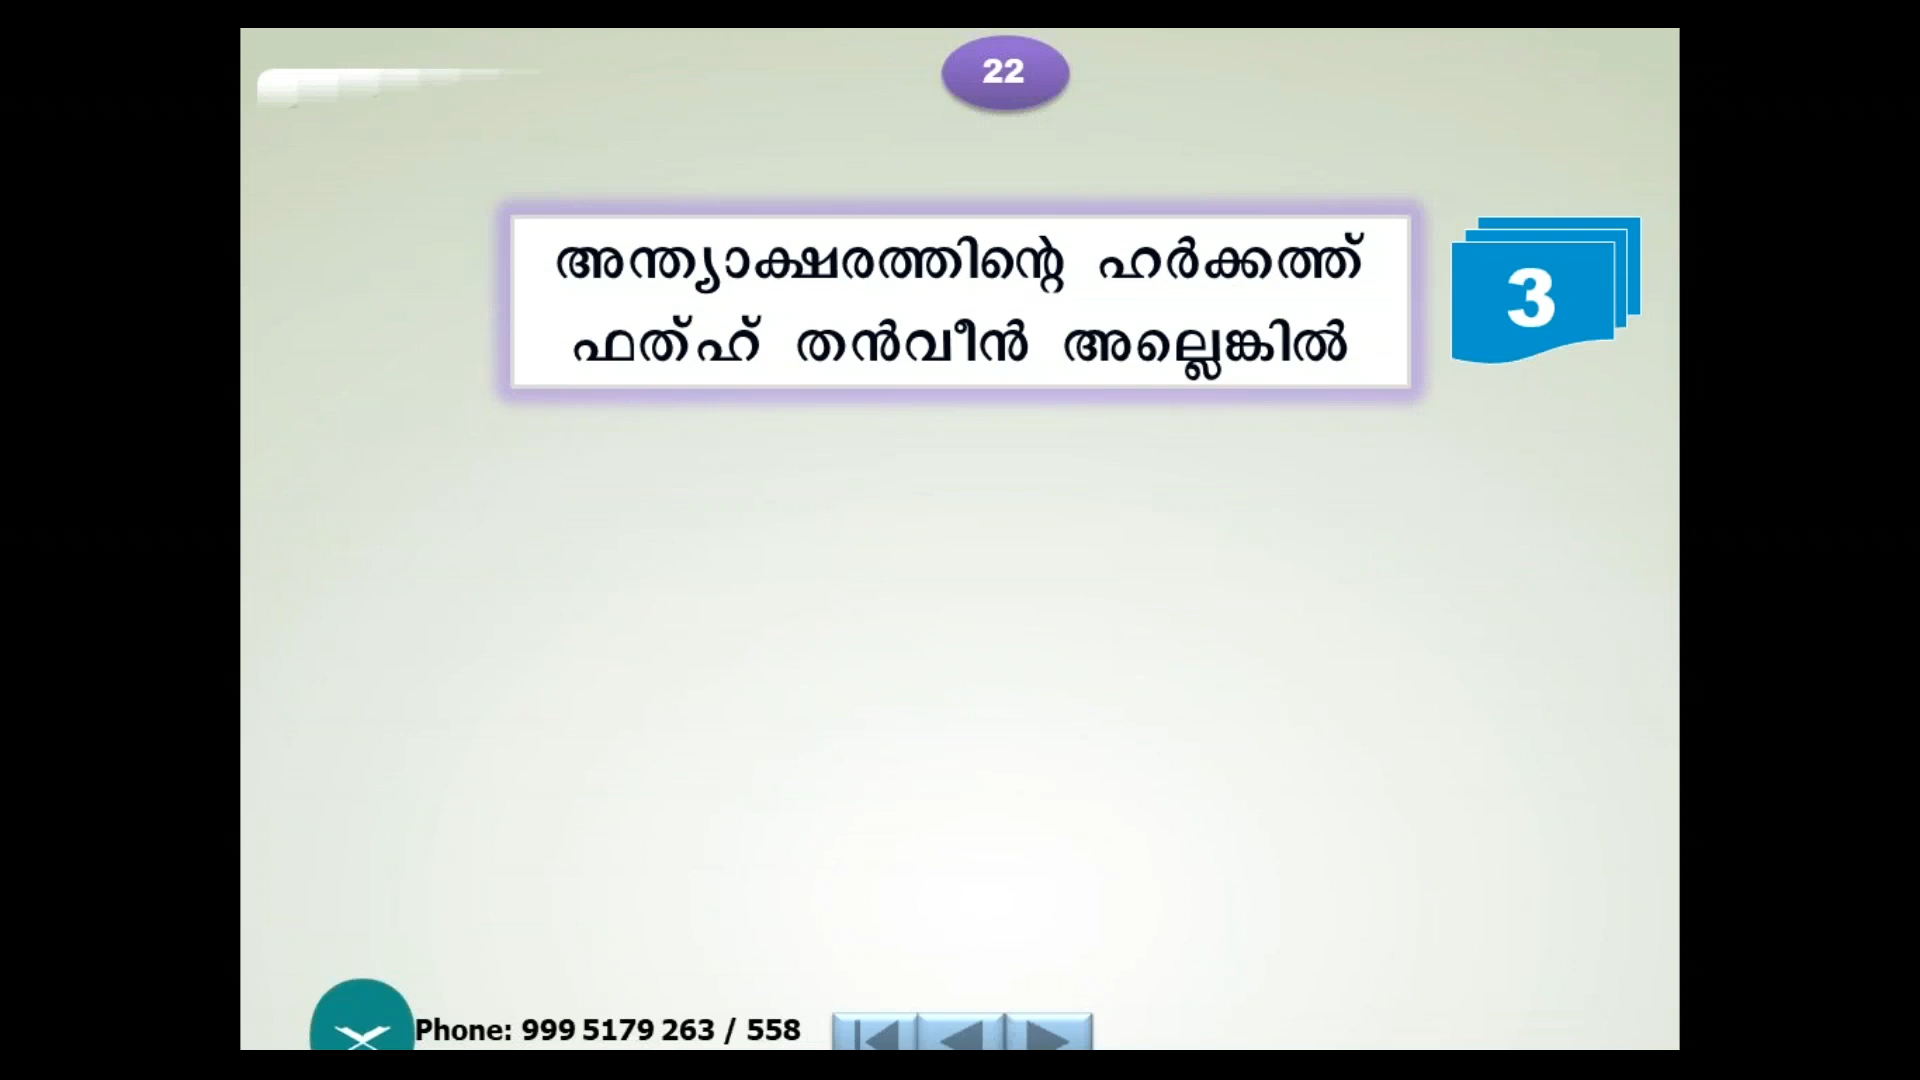 22
അന്ത്യാക്ഷരത്തിന്റെ ഹർക്കത്ത്
ഫത്ഹ് തൻവീൻ അല്ലെങ്കിൽ
3
Phone: 999 5179 263 / 558